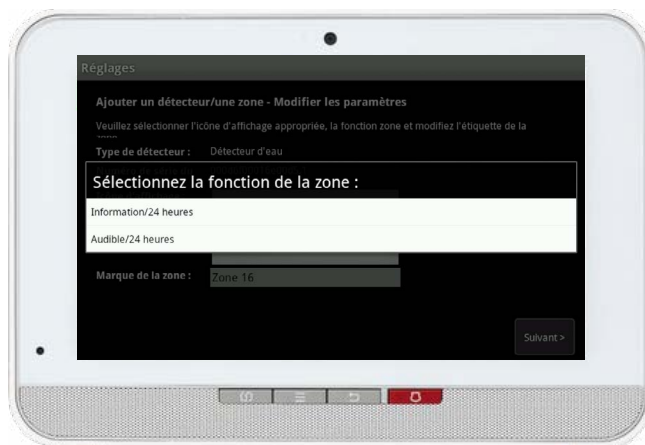 Réglages
Ajouter un détecteur/une zone - Modifier les paramètres
Veuillez sélectionner l'icône d'affichage appropriée, la fonction zone et modifiez l'étiquette de la
Type de détecteur : Détecteur d'eau
Sélectionnez la fonction de la zone :
Information/24 heures
Audible/24 heures
Marque de la zone : Zone 16
Suivant >